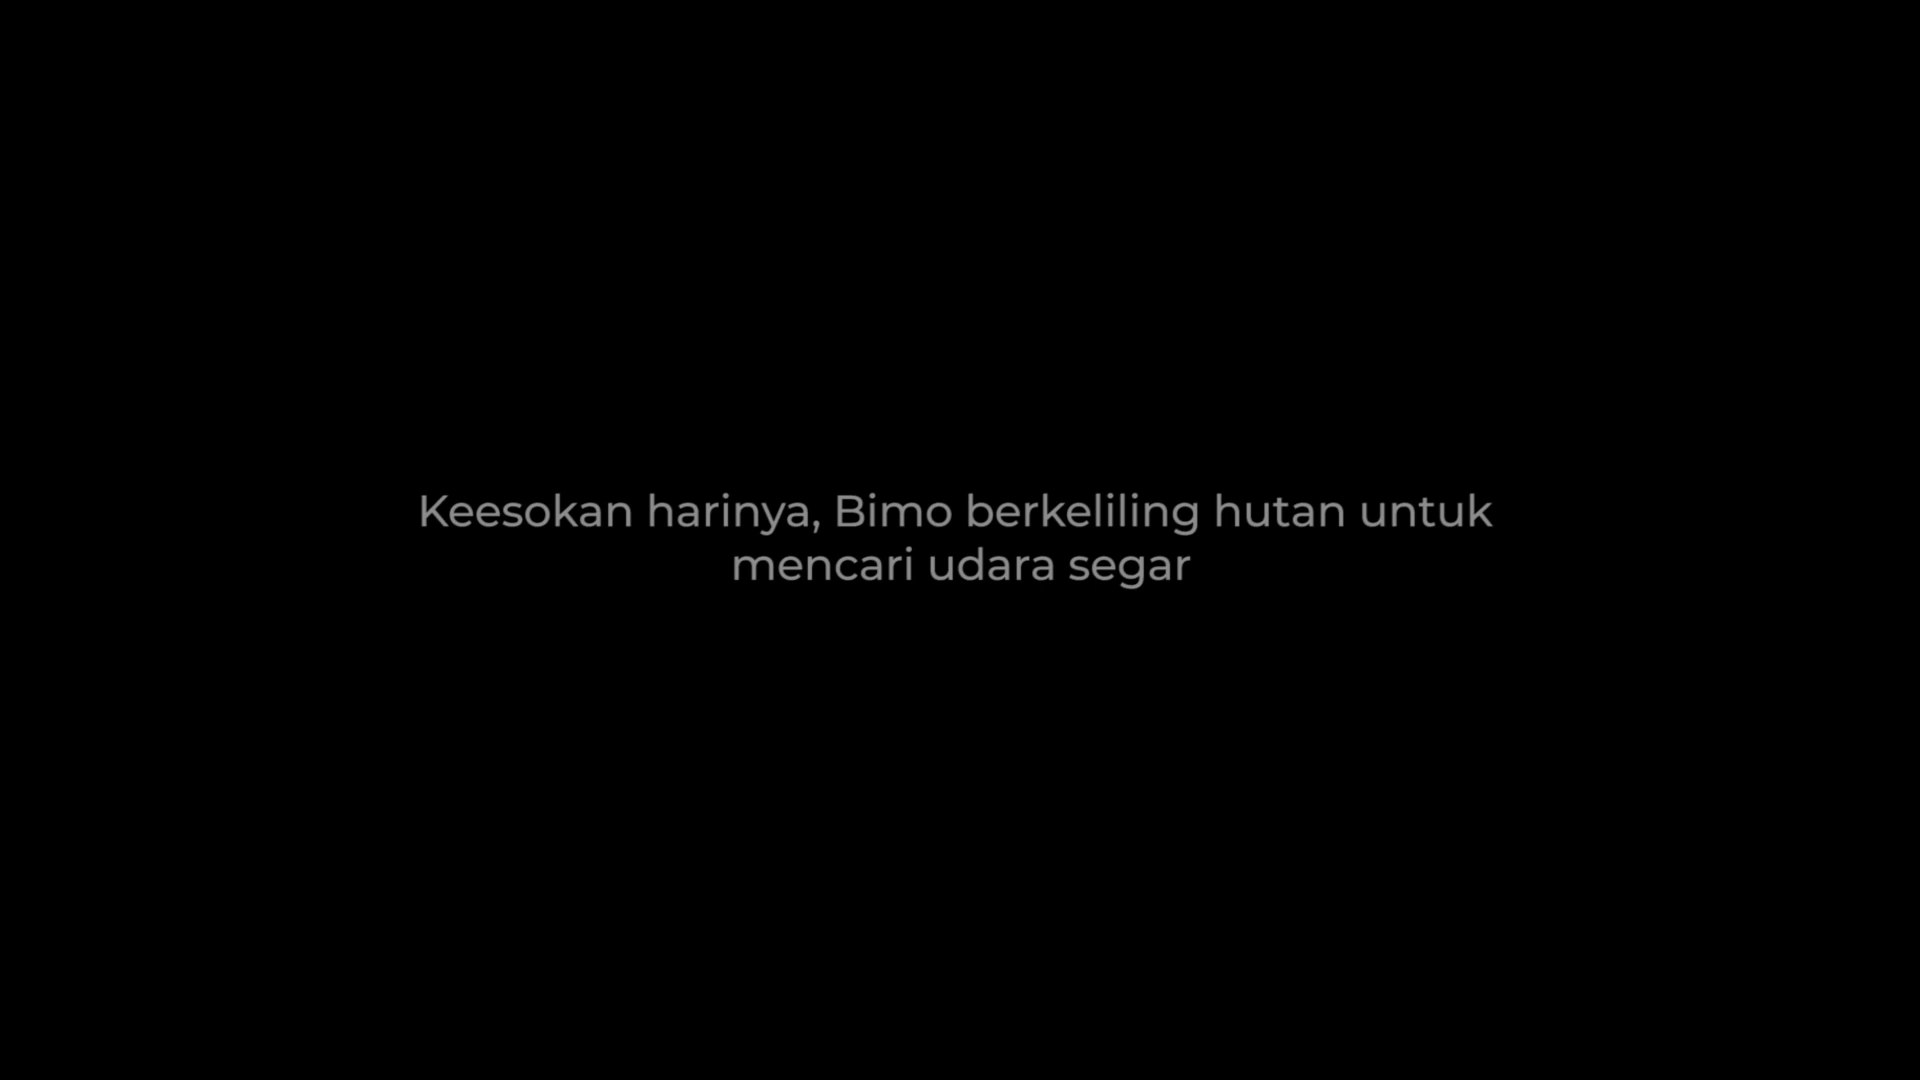 Keesokan harinya, Bimo berkeliling hutan untuk
mencari udara segar